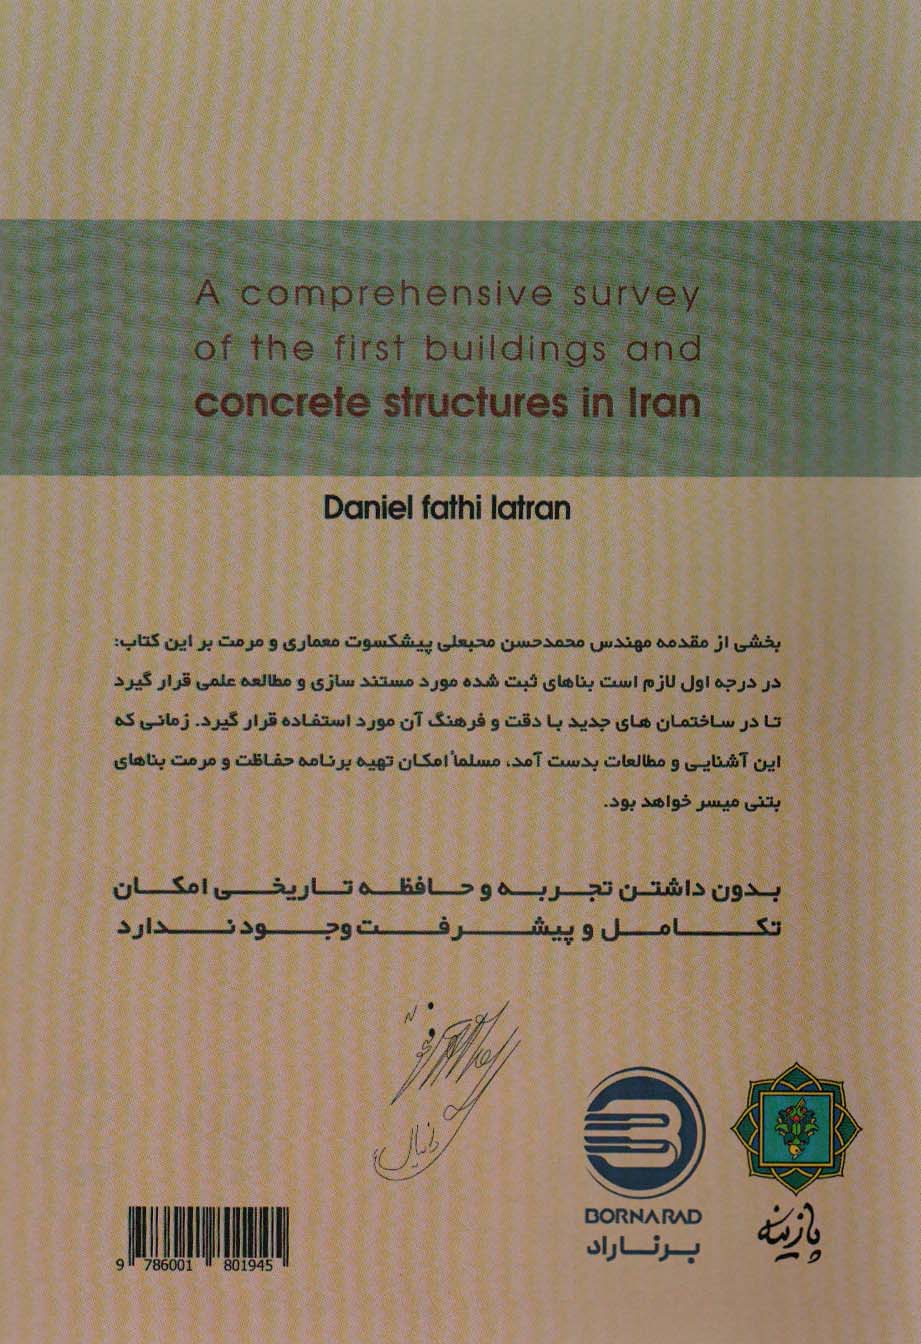 A comprehensive survey
of the first buildings and
concrete structures in Iran
Daniel fathi latran
بخشی از مقدمه مهندس محمدحسن محبعلی پیشکسوت معماری و مرمت بر این کتاب:
در درجه اول لازم است بناهای ثبت شده مورد مستند سازی و مطالعه علمی قرار گیرد
تا در ساختمان های جدید با دقت و فرهنگ آن مورد استفاده قرار گیرد. زمانی که
این آشنایی و مطالعات بدست آمد، مسلماً امکان تهیه برنامه حفاظت و مرمت بناهای
بتنی میسر خواهد بود.
بدون داشتن تجربه و حافظه تاریخی امکان
تکامل و پیشرفت وجود ندارد
دانیال
BORNARAD
برناراد
پازینه
9 786001 801945